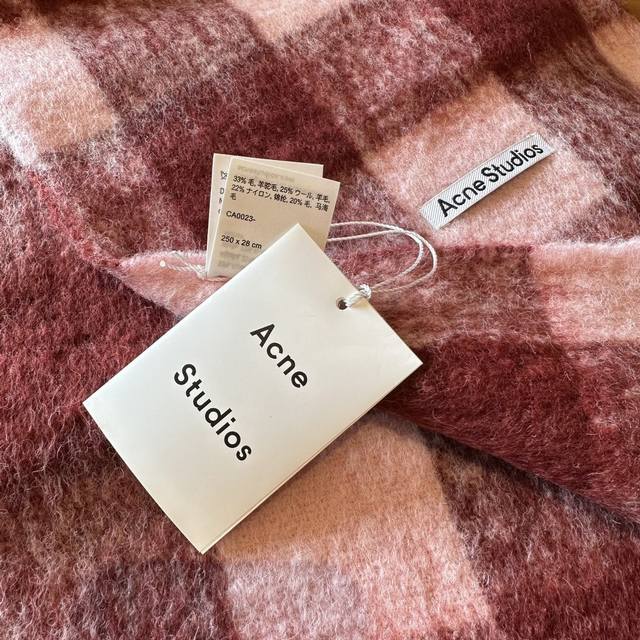 33% 毛, 羊驼毛, 25% ウール, 羊毛,
22% ナイロン, 锦纶, 20% 毛, 马海
毛
CA0023-
250 x 28 cm
Acne Studios
Acne
Studios